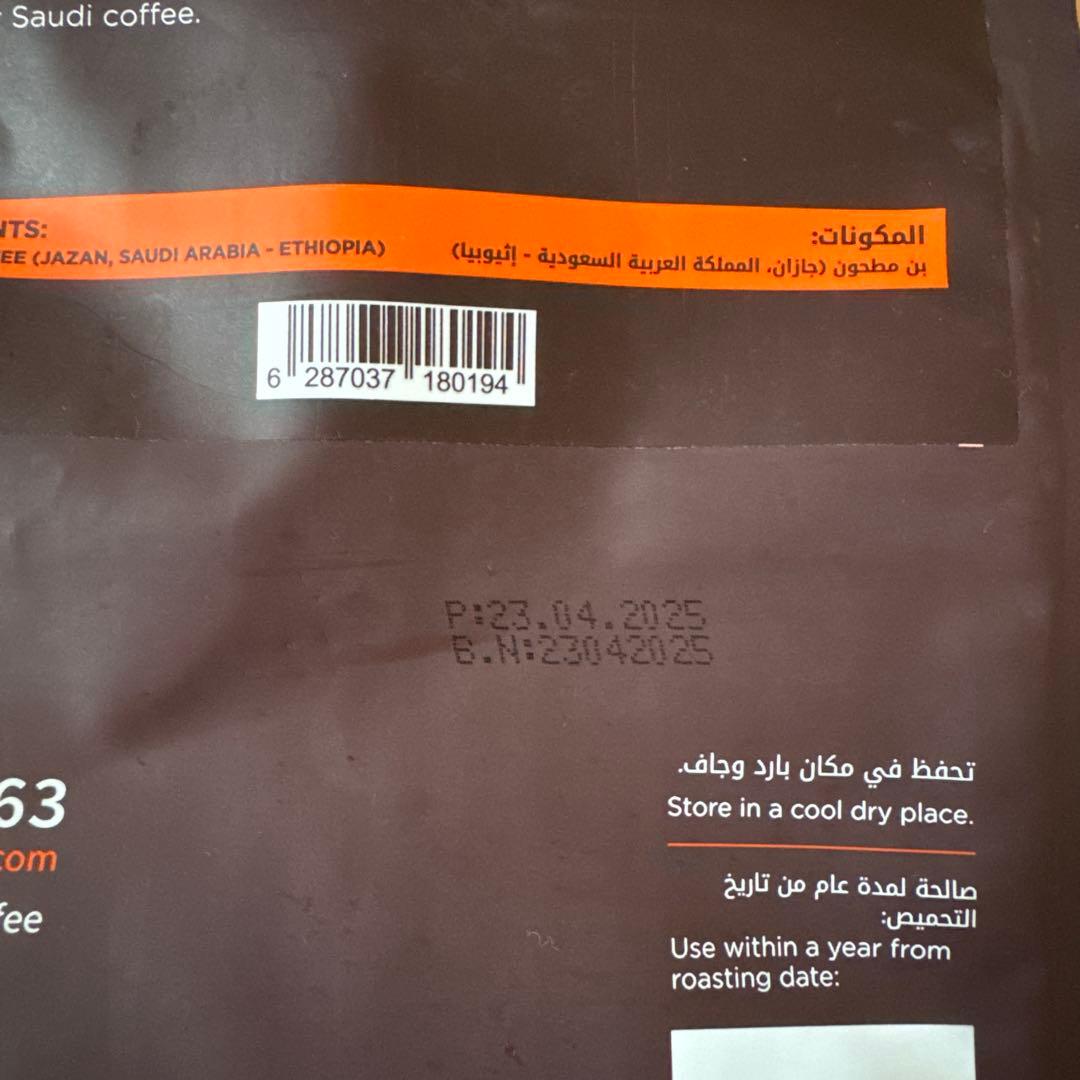 Saudi coffee.
NTS:
EE (JAZAN, SAUDI ARABIA - ETHIOPIA)
المكونات:
بن مطحون (جازان، المملكة العربية السعودية - إثيوبيا)
6 287037 180194
P:23.04.2025
B.N:23042025
63
com
fee
تحفظ في مكان بارد وجاف.
Store in a cool dry place.
صالحة لمدة عام من تاريخ
التحميص:
Use within a year from
roasting date: